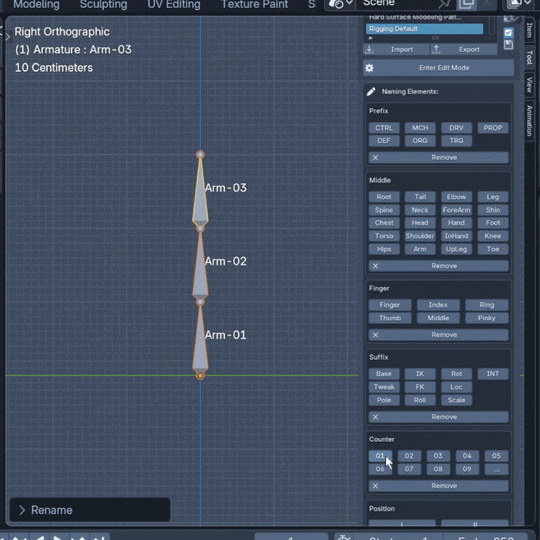 Modeling Sculpting UV Editing Texture Paint S Scene
Right Orthographic
(1) Armature : Arm-03
10 Centimeters
Arm-03
Arm-02
Arm-01
Rename
Hard Surface Modeling Pat...
Rigging Default
Import Export
Enter Edit Mode
Naming Elements:
Prefix
CTRL MCH DRV PROP
DEF ORG TRG
Remove
Middle
Root Tail Elbow Leg
Spine Neck ForeArm Shin
Chest Head Hand Foot
Torso Shoulder InHand Knee
Hips Arm UpLeg Toe
Remove
Finger
Finger Index Ring
Thumb Middle Pinky
Remove
Suffix
Base IK Rot INT
Tweak FK Loc
Pole Roll Scale
Remove
Counter
01 02 03 04 05
06 07 08 09 ...
Remove
Position
Item
Tool
View
Animation